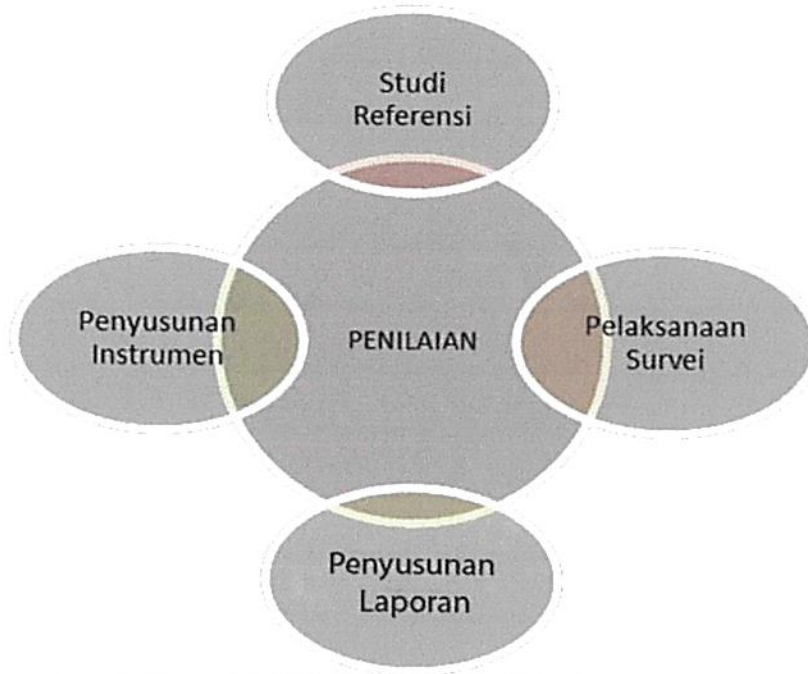 Studi
Referensi
Penyusunan
Instrumen
PENILAIAN
Pelaksanaan
Survei
Penyusunan
Laporan